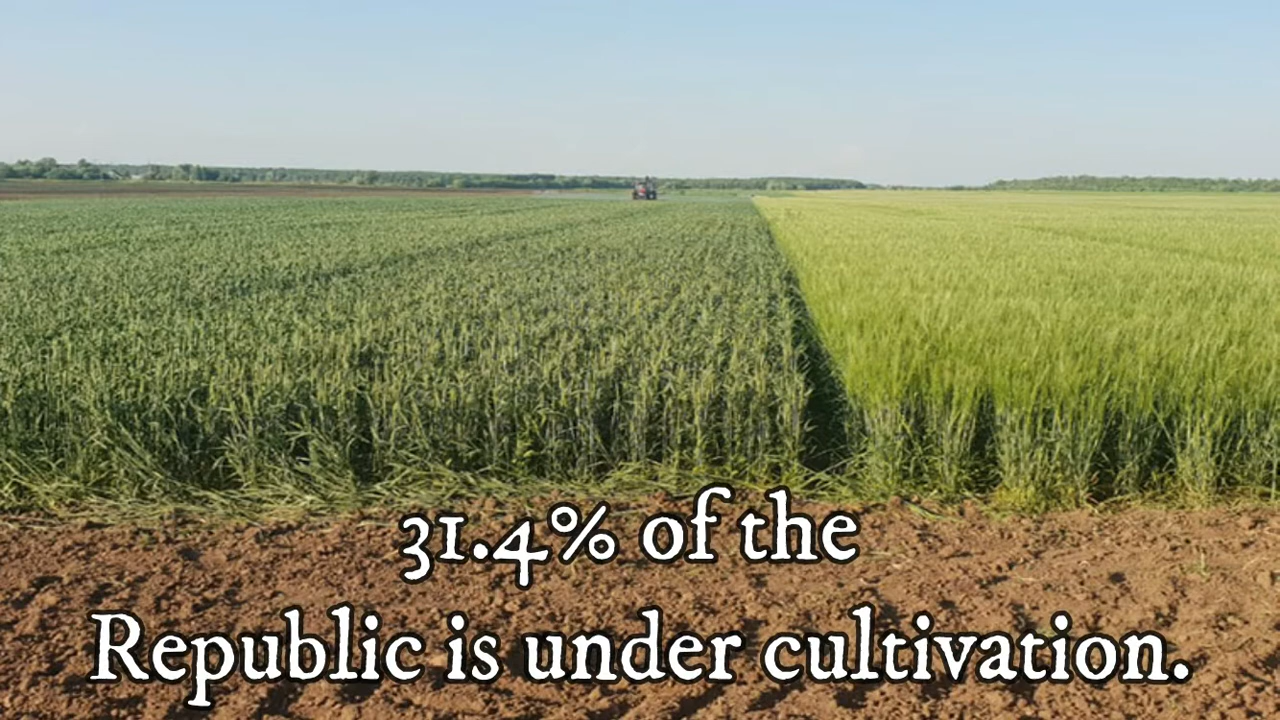 31.4% of the
Republic is under cultivation.